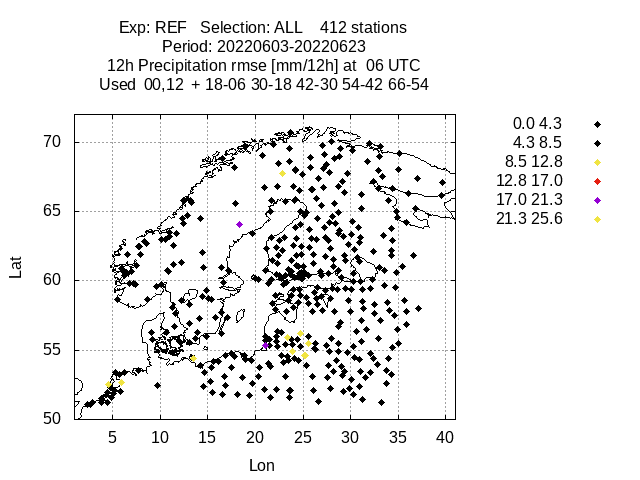 Exp: REF Selection: ALL 412 stations
Period: 20220603-20220623
12h Precipitation rmse [mm/12h] at 06 UTC
Used 00,12 + 18-06 30-18 42-30 54-42 66-54
70
65
60
55
50
Lat
5 10 15 20 25 30 35 40
Lon
0.0 4.3
4.3 8.5
8.5 12.8
12.8 17.0
17.0 21.3
21.3 25.6